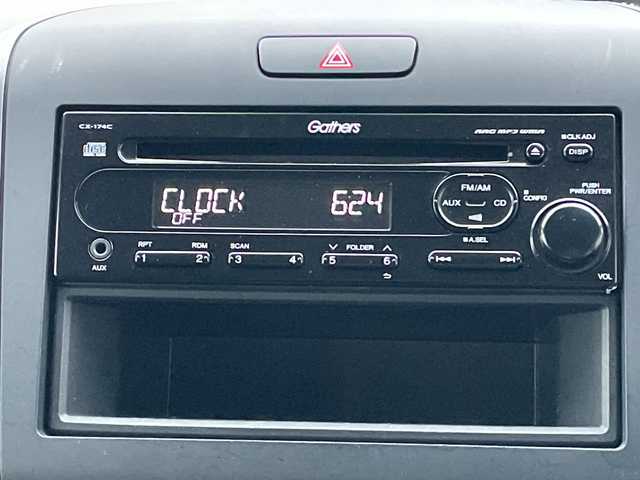 CX-174C
Gathers
AAC MP3 WMA
CLK ADJ
DISP
CLOCK 624
OFF
FM/AM
AUX
CD
CONFIG
PUSH
PWR/ENTER
A.SEL
VOL
AUX
RPT RDM SCAN FOLDER
1 2 3 4 5 6